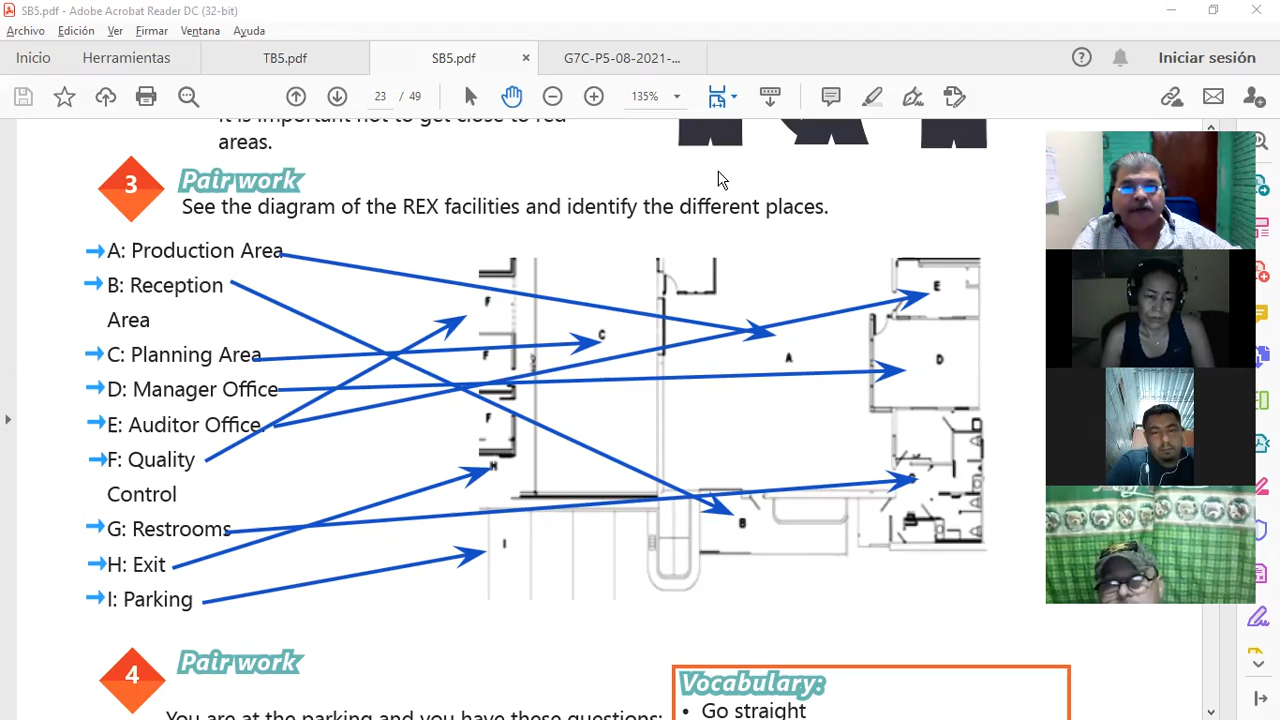 SB5.pdf - Adobe Acrobat Reader DC (32-bit)
Archivo Edición Ver Firmar Ventana Ayuda
Inicio Herramientas TB5.pdf SB5.pdf × G7C-P5-08-2021-... Iniciar sesión
23 / 49 135%
It is important not to get close to red
areas.
3 Pair work
See the diagram of the REX facilities and identify the different places.
A: Production Area
B: Reception
Area
C: Planning Area
D: Manager Office
E: Auditor Office.
F: Quality
Control
G: Restrooms
H: Exit
I: Parking
F
E
C
F
A
D
F
H
B
I
4 Pair work
You are at the parking and you have these questions:
Vocabulary:
• Go straight